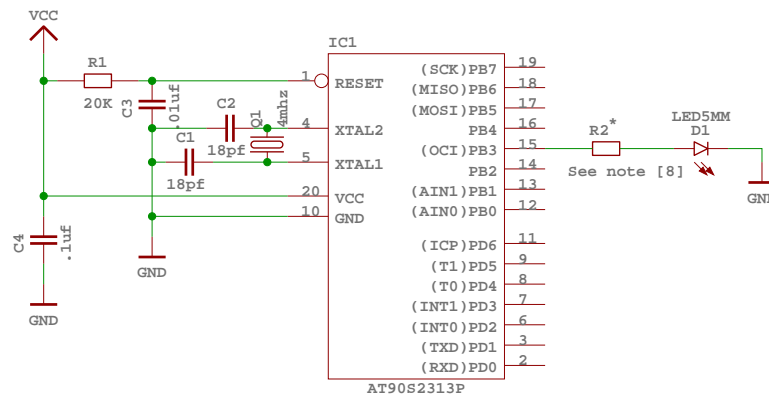 VCC
IC1
R1
20K
C3
.01uf
C2
18pf
Q1
4mhz
C1
18pf
1
RESET
4
XTAL2
5
XTAL1
20
VCC
10
GND
C4
.1uf
GND
GND
(SCK)PB7
19
(MISO)PB6
18
(MOSI)PB5
17
PB4
16
(OCI)PB3
15
PB2
14
(AIN1)PB1
13
(AIN0)PB0
12
(ICP)PD6
11
(T1)PD5
9
(T0)PD4
8
(INT1)PD3
7
(INT0)PD2
6
(TXD)PD1
3
(RXD)PD0
2
AT90S2313P
R2*
See note [8]
LED5MM
D1
GND